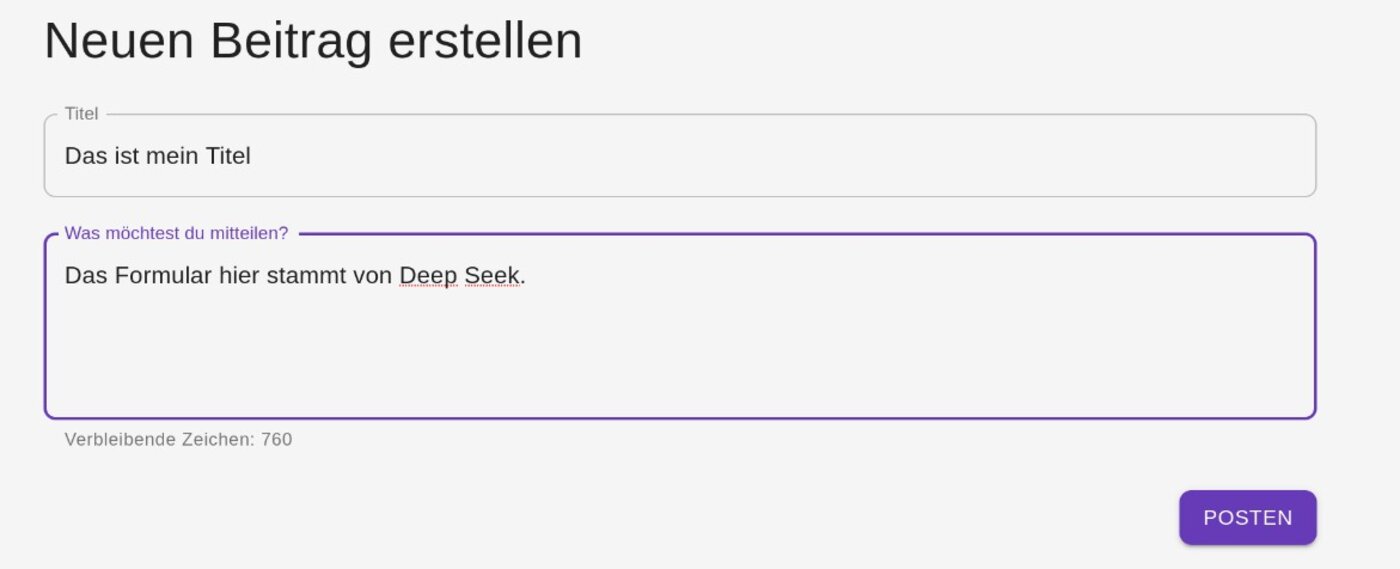 Neuen Beitrag erstellen
Titel
Das ist mein Titel
Was möchtest du mitteilen?
Das Formular hier stammt von Deep Seek.
Verbleibende Zeichen: 760
POSTEN